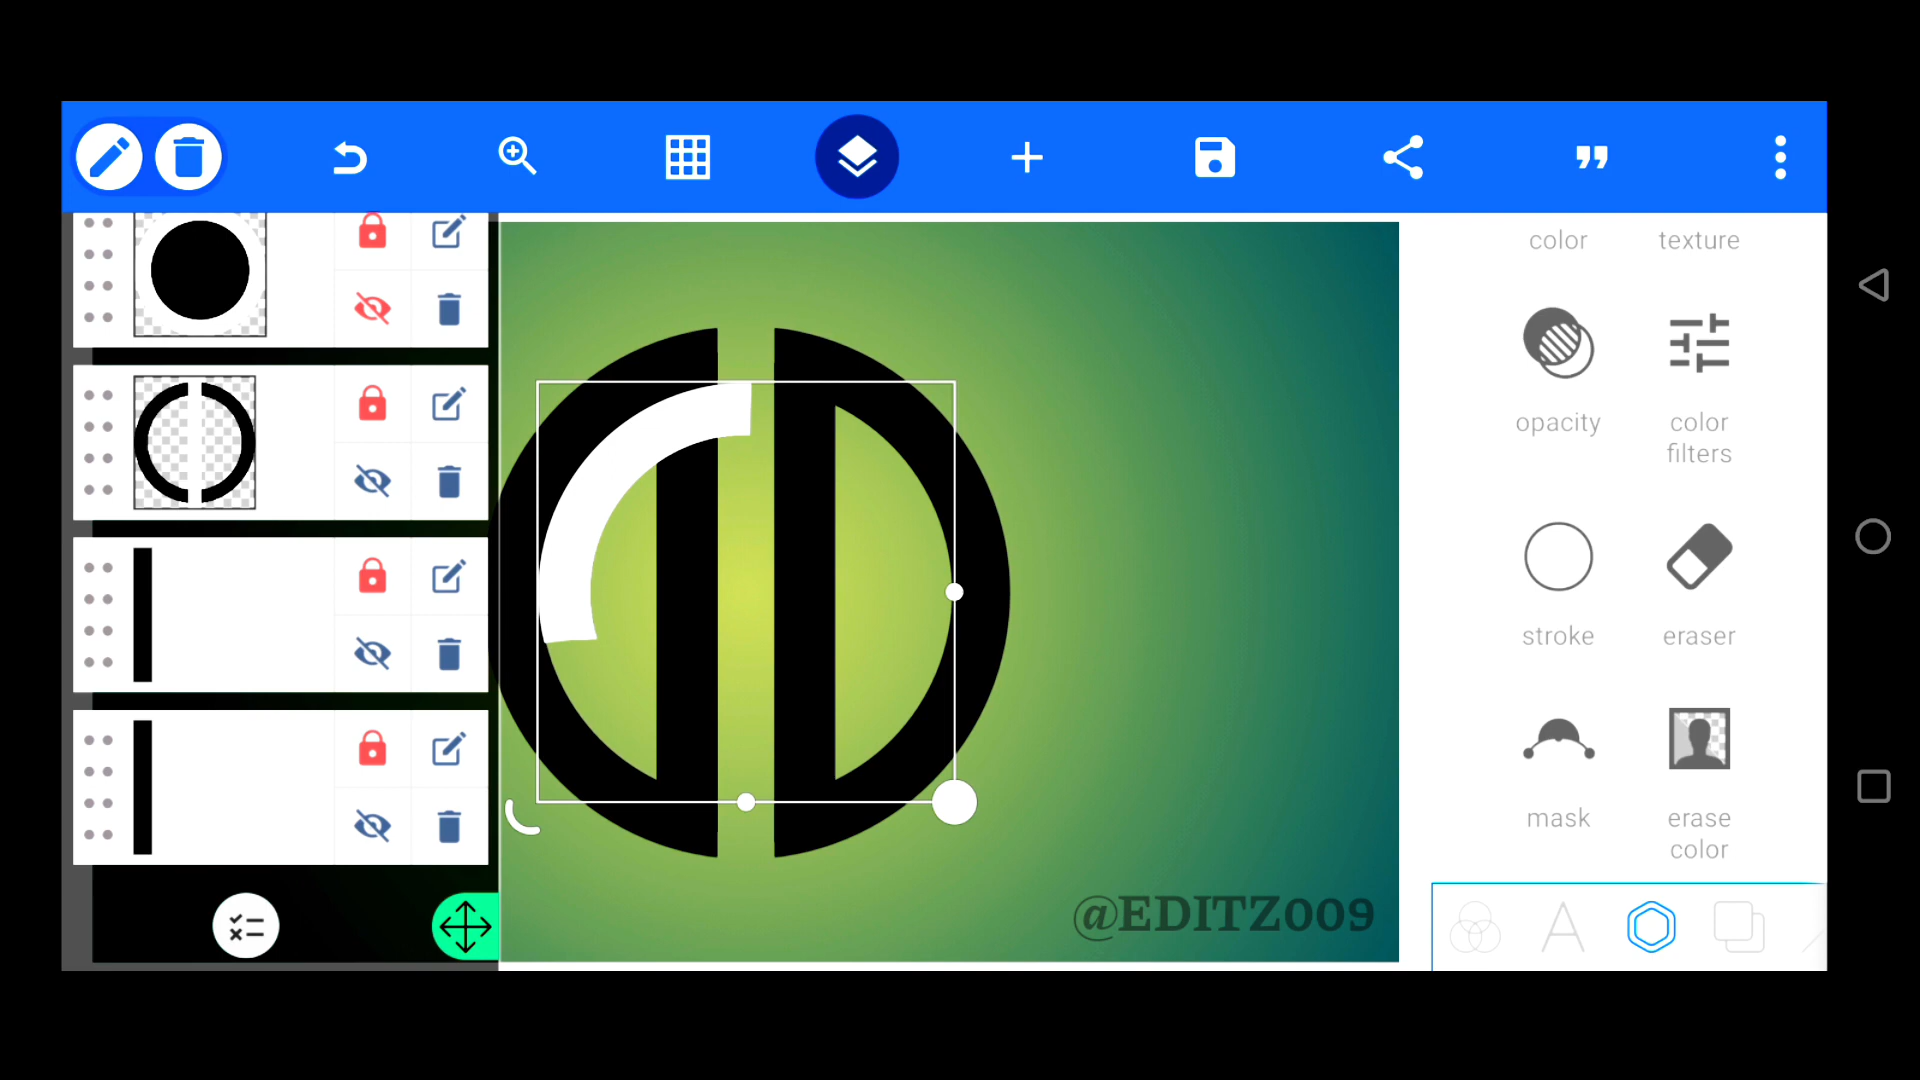 color texture
opacity color
filters
stroke eraser
mask erase
color
@EDITZ009